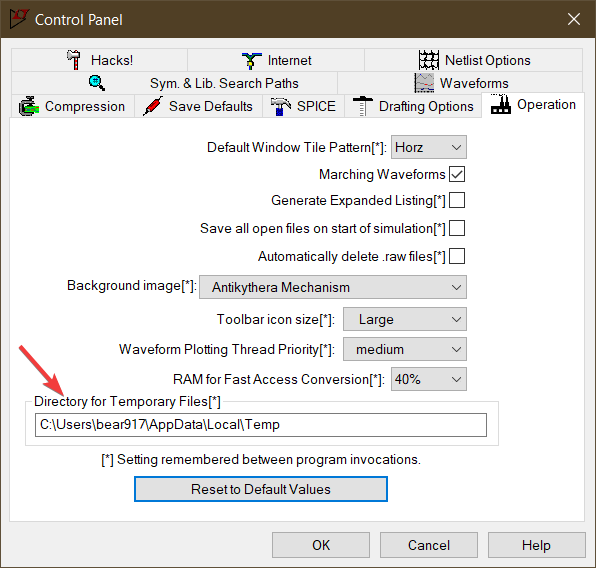 Control Panel
Hacks! Internet Netlist Options
Sym. & Lib. Search Paths Waveforms
Compression Save Defaults SPICE Drafting Options Operation
Default Window Tile Pattern[*]: Horz
Marching Waveforms
Generate Expanded Listing[*]
Save all open files on start of simulation[*]
Automatically delete .raw files[*]
Background image[*]: Antikythera Mechanism
Toolbar icon size[*]: Large
Waveform Plotting Thread Priority[*]: medium
RAM for Fast Access Conversion[*]: 40%
Directory for Temporary Files[*]
C:\Users\bear917\AppData\Local\Temp
[*] Setting remembered between program invocations.
Reset to Default Values
OK Cancel Help